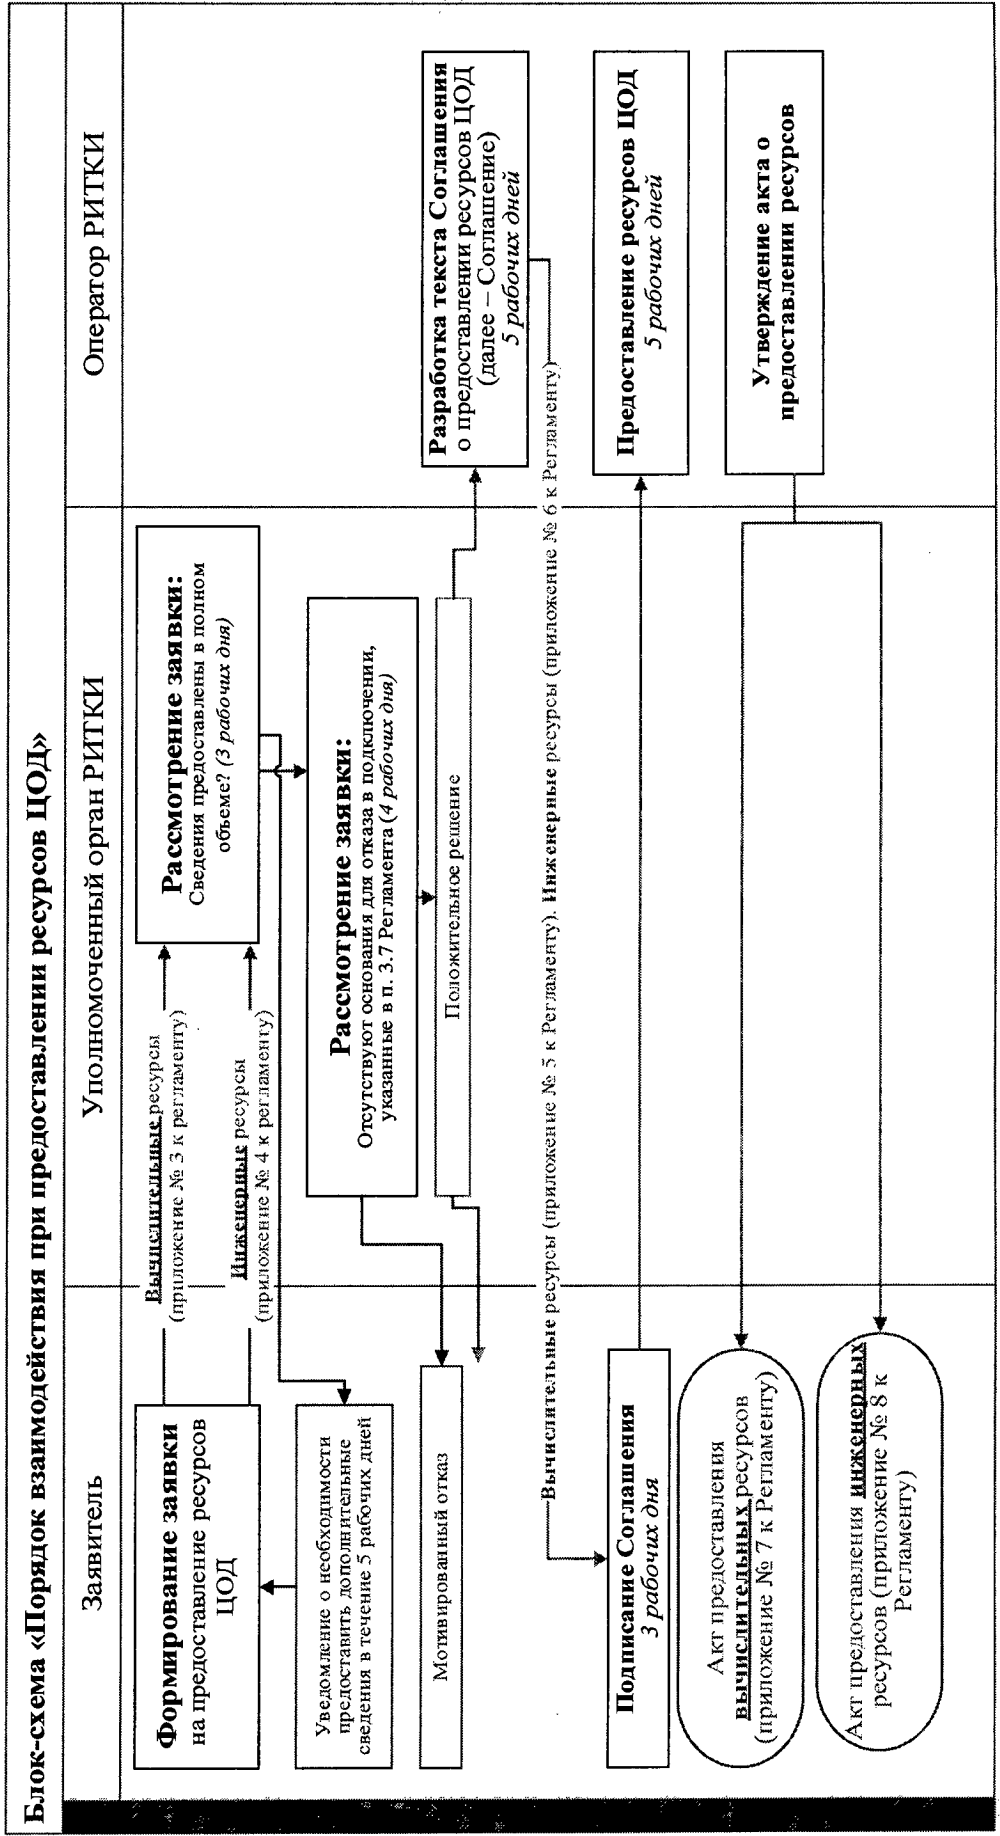 Блок-схема «Порядок взаимодействия при предоставлении ресурсов ЦОД»
Заявитель
Уполномоченный орган РИТКИ
Оператор РИТКИ
Формирование заявки
на предоставление ресурсов
ЦОД
Вычислительные ресурсы
(приложение № 3 к регламенту)
Инженерные ресурсы
(приложение № 4 к регламенту)
Рассмотрение заявки:
Сведения предоставлены в полном
объеме? (3 рабочих дня)
Уведомление о необходимости
предоставить дополнительные
сведения в течение 5 рабочих дней
Рассмотрение заявки:
Отсутствуют основания для отказа в подключении,
указанные в п. 3.7 Регламента (4 рабочих дня)
Мотивированный отказ
Положительное решение
Разработка текста Соглашения
о предоставлении ресурсов ЦОД
(далее – Соглашение)
5 рабочих дней
Вычислительные ресурсы (приложение № 5 к Регламенту). Инженерные ресурсы (приложение № 6 к Регламенту)
Подписание Соглашения
3 рабочих дня
Предоставление ресурсов ЦОД
5 рабочих дней
Акт предоставления
вычислительных ресурсов
(приложение № 7 к Регламенту)
Утверждение акта о
предоставлении ресурсов
Акт предоставления инженерных
ресурсов (приложение № 8 к
Регламенту)